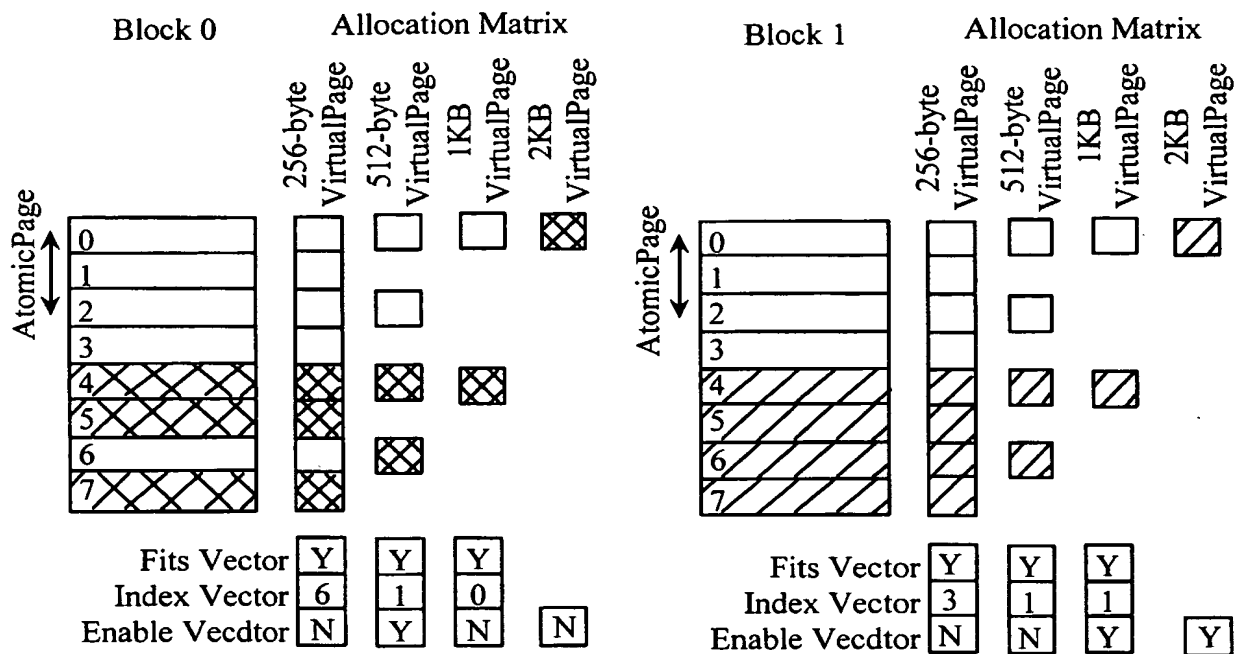 Block 0
Allocation Matrix
256-byte
VirtualPage
512-byte
VirtualPage
1KB
VirtualPage
2KB
VirtualPage
AtomicPage
0
1
2
3
4
5
6
7
Fits Vector Y Y Y
Index Vector 6 1 0
Enable Vecdtor N Y N N
Block 1
Allocation Matrix
256-byte
VirtualPage
512-byte
VirtualPage
1KB
VirtualPage
2KB
VirtualPage
AtomicPage
0
1
2
3
4
5
6
7
Fits Vector Y Y Y
Index Vector 3 1 1
Enable Vecdtor N N Y Y